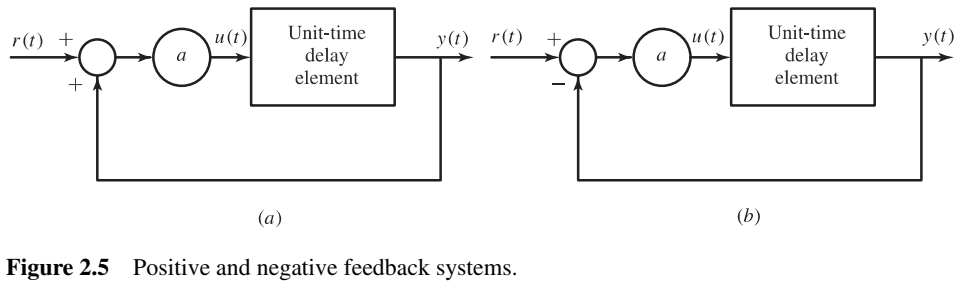 r(t) + a u(t) Unit-time delay element y(t)
+
r(t) + a u(t) Unit-time delay element y(t)
−
(a)
(b)
Figure 2.5 Positive and negative feedback systems.